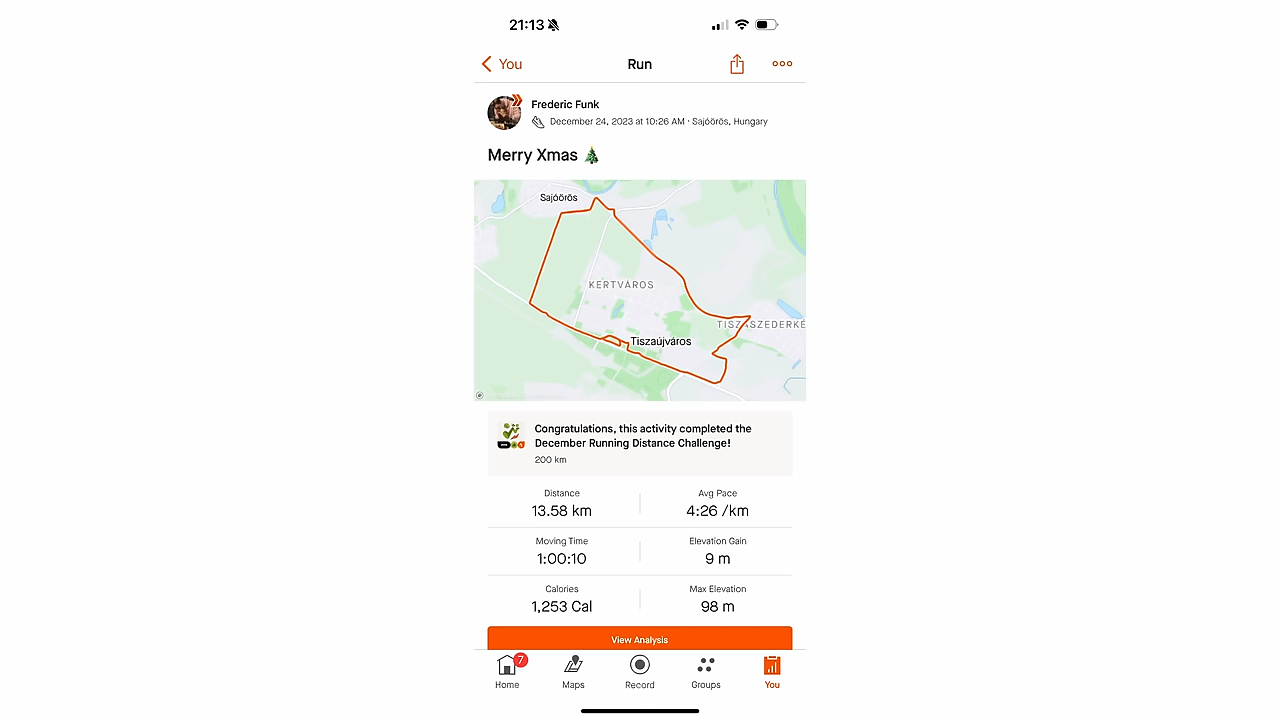 21:13
You
Run
Frederic Funk
December 24, 2023 at 10:26 AM · Sajóörös, Hungary
Merry Xmas 🎄
Sajóörös
KERTVÁROS
TISZASZEDERKÉ
Tiszaújváros
Congratulations, this activity completed the
December Running Distance Challenge!
200 km
Distance
Avg Pace
13.58 km
4:26 /km
Moving Time
Elevation Gain
1:00:10
9 m
Calories
Max Elevation
1,253 Cal
98 m
View Analysis
7
Home
Maps
Record
Groups
You